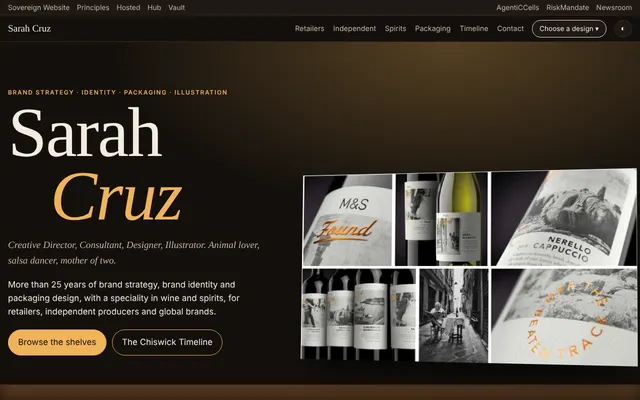 Sovereign Website Principles Hosted Hub Vault AgentiCCells RiskMandate Newsroom
Sarah Cruz Retailers Independent Spirits Packaging Timeline Contact Choose a design ▾
BRAND STRATEGY · IDENTITY · PACKAGING · ILLUSTRATION
Sarah
Cruz
Creative Director, Consultant, Designer, Illustrator. Animal lover,
salsa dancer, mother of two.
More than 25 years of brand strategy, brand identity and
packaging design, with a speciality in wine and spirits, for
retailers, independent producers and global brands.
Browse the shelves The Chiswick Timeline
M&S
Found
NERELLO
CAPPUCCIO
BEATEN TRACK